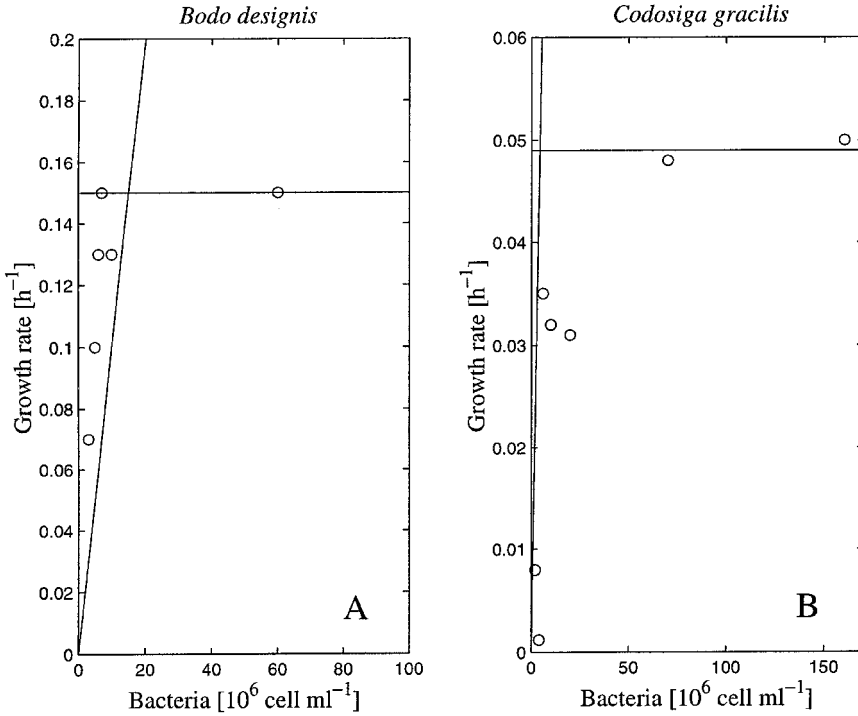 Bodo designis
0.2
0.18
0.16
0.14
0.12
0.1
0.08
0.06
0.04
0.02
0
Growth rate [h⁻¹]
A
0 20 40 60 80 100
Bacteria [10⁶ cell ml⁻¹]
Codosiga gracilis
0.06
0.05
0.04
0.03
0.02
0.01
0
Growth rate [h⁻¹]
B
0 50 100 150
Bacteria [10⁶ cell ml⁻¹]